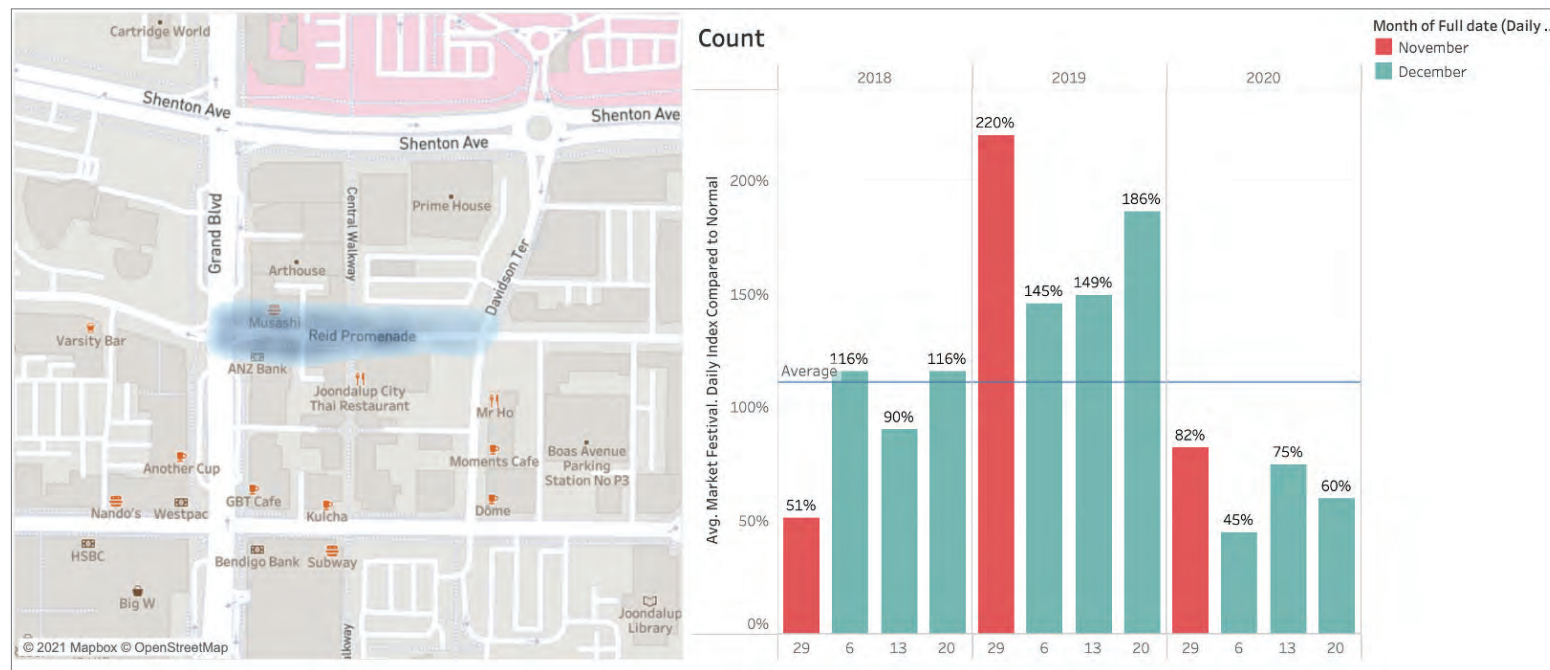 Cartridge World
Shenton Ave
Shenton Ave
Shenton Ave
Grand Blvd
Central Walkway
Prime House
Arthouse
Davidson Ter
Musashi
Reid Promenade
Varsity Bar
ANZ Bank
Joondalup City
Thai Restaurant
Mr Ho
Another Cup
Moments Cafe
Boas Avenue
Parking
Station No P3
Nando's
Westpac
GBT Cafe
Kulcha
Dôme
HSBC
Bendigo Bank
Subway
Big W
Joondalup
Library
© 2021 Mapbox © OpenStreetMap
Count
2018
2019
2020
Avg. Market Festival. Daily Index Compared to Normal
200%
150%
100%
50%
0%
Average
51%
116%
90%
116%
220%
145%
149%
186%
82%
45%
75%
60%
29 6 13 20 29 6 13 20 29 6 13 20
Month of Full date (Daily ..
November
December